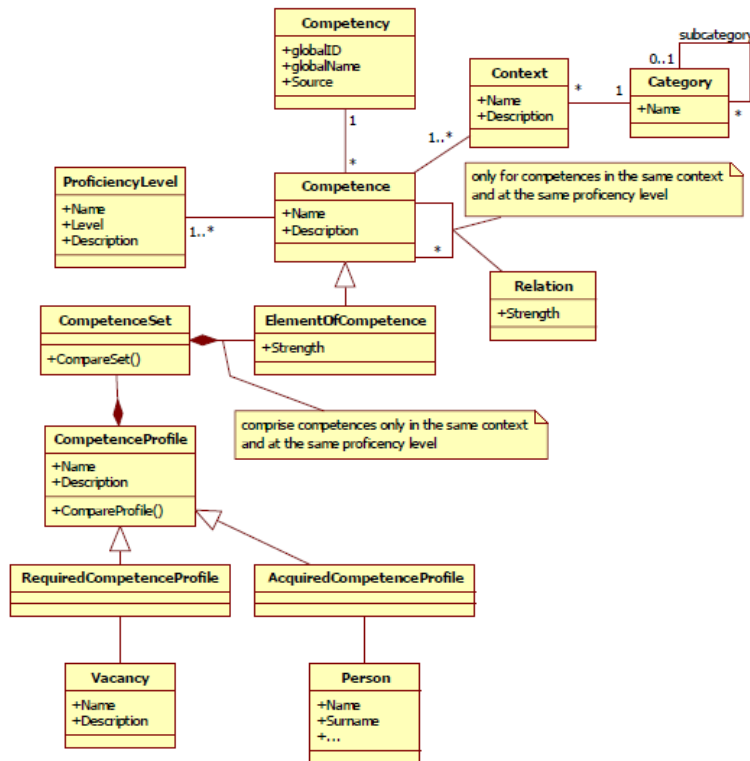 Competency
+globalID
+globalName
+Source
subcategory
0..1
Context
+Name
+Description
*
1
Category
+Name
*
1
1..*
*
only for competences in the same context
and at the same proficency level
ProficiencyLevel
+Name
+Level
+Description
1..*
Competence
+Name
+Description
*
Relation
+Strength
CompetenceSet
+CompareSet()
ElementOfCompetence
+Strength
comprise competences only in the same context
and at the same proficency level
CompetenceProfile
+Name
+Description
+CompareProfile()
RequiredCompetenceProfile
AcquiredCompetenceProfile
Vacancy
+Name
+Description
Person
+Name
+Surname
+...